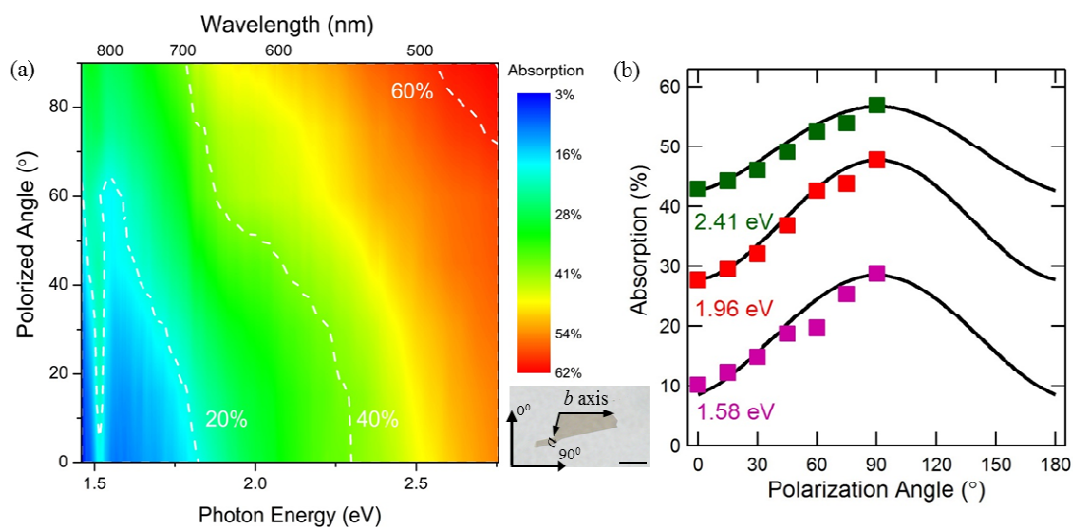 Wavelength (nm)
800 700 600 500
(a)
Polorized Angle (º)
80
60
40
20
0
60%
20%
40%
1.5 2.0 2.5
Photon Energy (eV)
Absorption
3%
16%
28%
41%
54%
62%
b axis
a
0⁰
90⁰
(b)
Absorption (%)
60
50
40
30
20
10
0
2.41 eV
1.96 eV
1.58 eV
0 30 60 90 120 150 180
Polarization Angle (°)